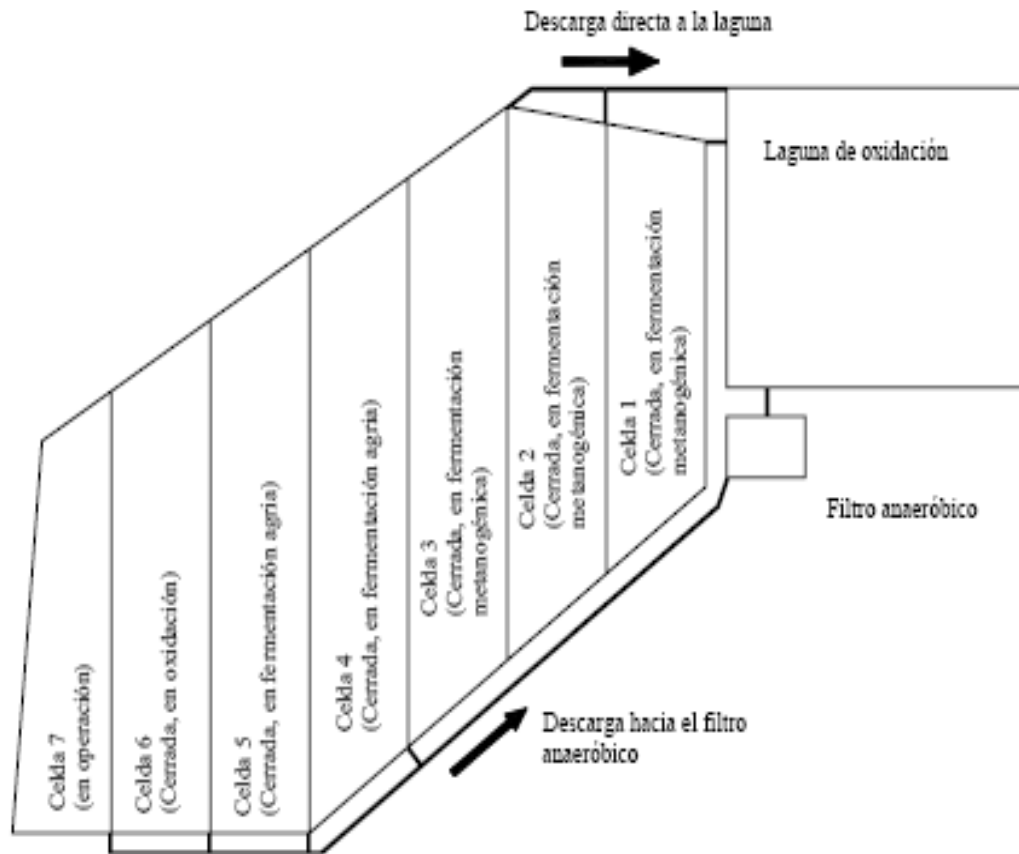 Descarga directa a la laguna
Laguna de oxidación
Celda 1
(Cerrada, en fermentación
metanogénica)
Celda 2
(Cerrada, en fermentación
metanogénica)
Celda 3
(Cerrada, en fermentación
metanogénica)
Celda 4
(Cerrada, en fermentación agria)
Celda 5
(Cerrada, en fermentación agria)
Celda 6
(Cerrada, en oxidación)
Celda 7
(en operación)
Filtro anaeróbico
Descarga hacia el filtro
anaeróbico